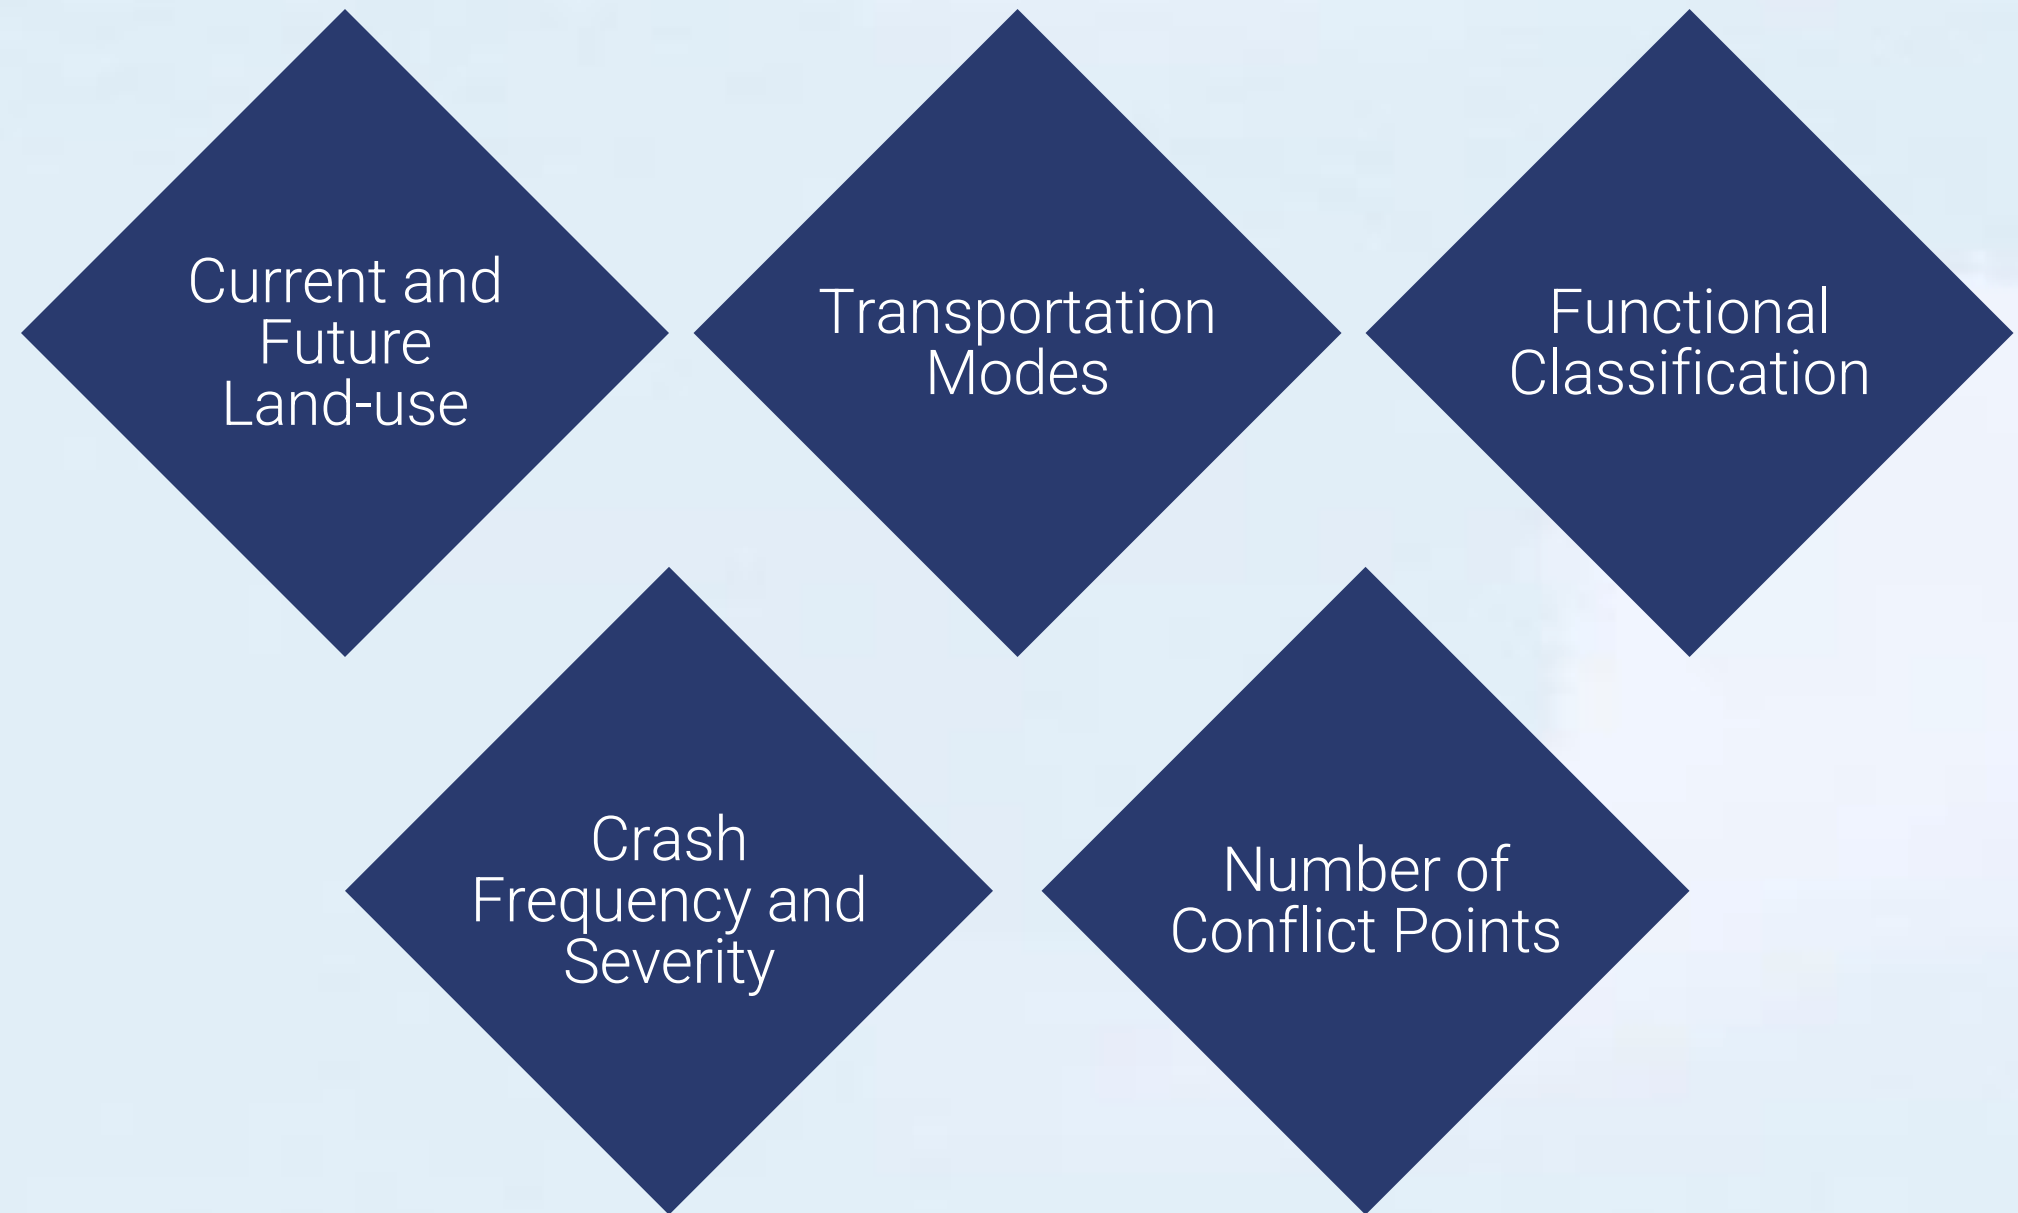 Current and
Future
Land-use
Transportation
Modes
Functional
Classification
Crash
Frequency and
Severity
Number of
Conflict Points